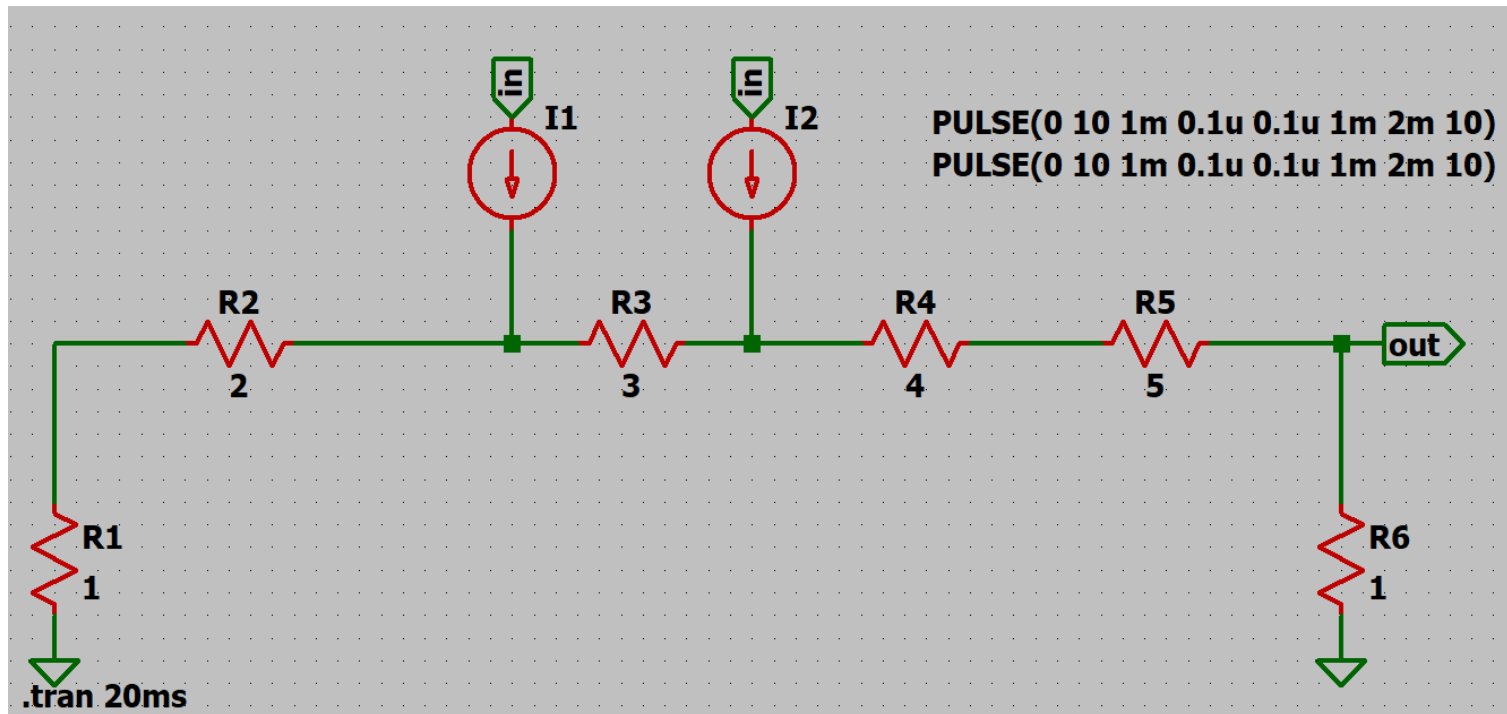 in
in
I1
I2
PULSE(0 10 1m 0.1u 0.1u 1m 2m 10)
PULSE(0 10 1m 0.1u 0.1u 1m 2m 10)
R2
R3
R4
R5
out
2
3
4
5
R1
R6
1
1
.tran 20ms